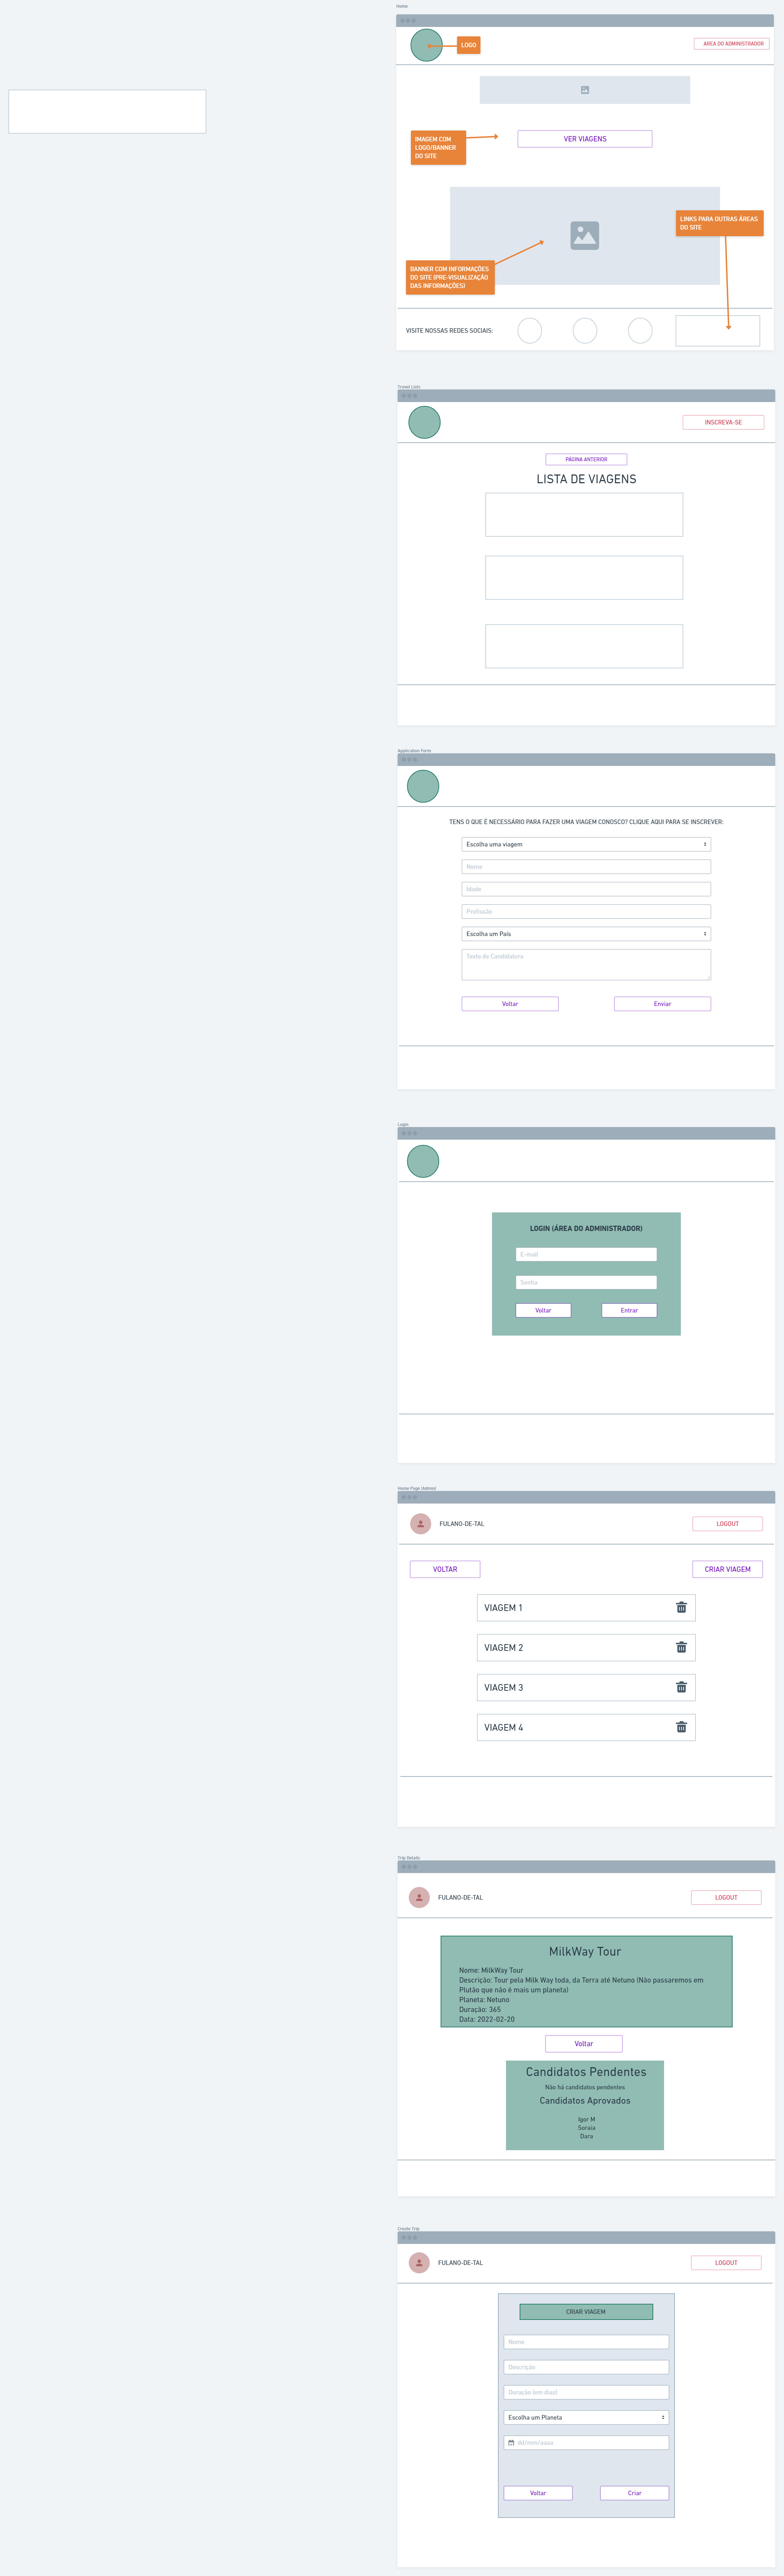 Home
LOGO
AREA DO ADMINISTRADOR
IMAGEM COM
LOGO/BANNER
DO SITE
VER VIAGENS
LINKS PARA OUTRAS ÁREAS
DO SITE
BANNER COM INFORMAÇÕES
DO SITE (PRE-VISUALIZAÇÃO
DAS INFORMAÇÕES)
VISITE NOSSAS REDES SOCIAIS:
Travel Lists
INSCREVA-SE
PÁGINA ANTERIOR
LISTA DE VIAGENS
Application Form
TENS O QUE É NECESSÁRIO PARA FAZER UMA VIAGEM CONOSCO? CLIQUE AQUI PARA SE INSCREVER:
Escolha uma viagem
Nome
Idade
Profissão
Escolha um País
Texto de Candidatura
Voltar
Enviar
Login
LOGIN (ÁREA DO ADMINISTRADOR)
E-mail
Senha
Voltar
Entrar
Home Page (Admin)
FULANO-DE-TAL
LOGOUT
VOLTAR
CRIAR VIAGEM
VIAGEM 1
VIAGEM 2
VIAGEM 3
VIAGEM 4
Trip Details
FULANO-DE-TAL
LOGOUT
MilkWay Tour
Nome: MilkWay Tour
Descrição: Tour pela Milk Way toda, da Terra até Netuno (Não passaremos em
Plutão que não é mais um planeta)
Planeta: Netuno
Duração: 365
Data: 2022-02-20
Voltar
Candidatos Pendentes
Não há candidatos pendentes
Candidatos Aprovados
Igor M
Soraia
Dara
Create Trip
FULANO-DE-TAL
LOGOUT
CRIAR VIAGEM
Nome
Descrição
Duração (em dias)
Escolha um Planeta
dd/mm/aaaa
Voltar
Criar